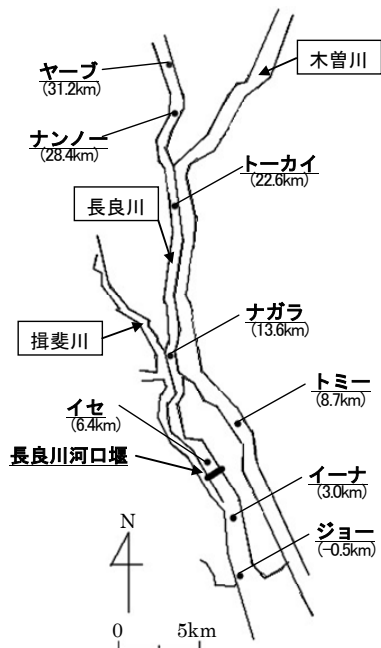 ヤーブ
(31.2km)
木曽川
ナンノー
(28.4km)
トーカイ
(22.6km)
長良川
ナガラ
(13.6km)
揖斐川
トミー
(8.7km)
イセ
(6.4km)
長良川河口堰
イーナ
(3.0km)
ジョー
(-0.5km)
N
0 5km